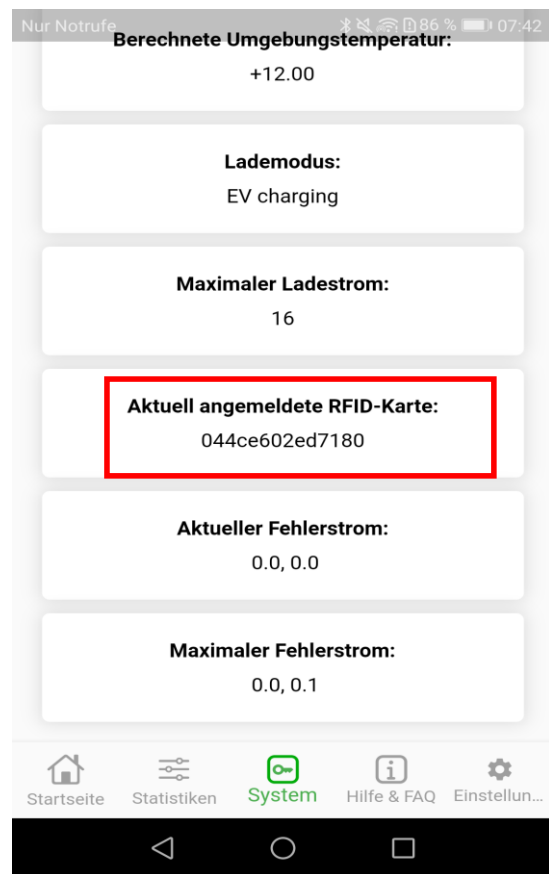 Nur Notrufe 86 % 07:42
Berechnete Umgebungstemperatur:
+12.00
Lademodus:
EV charging
Maximaler Ladestrom:
16
Aktuell angemeldete RFID-Karte:
044ce602ed7180
Aktueller Fehlerstrom:
0.0, 0.0
Maximaler Fehlerstrom:
0.0, 0.1
Startseite Statistiken System Hilfe & FAQ Einstellun...